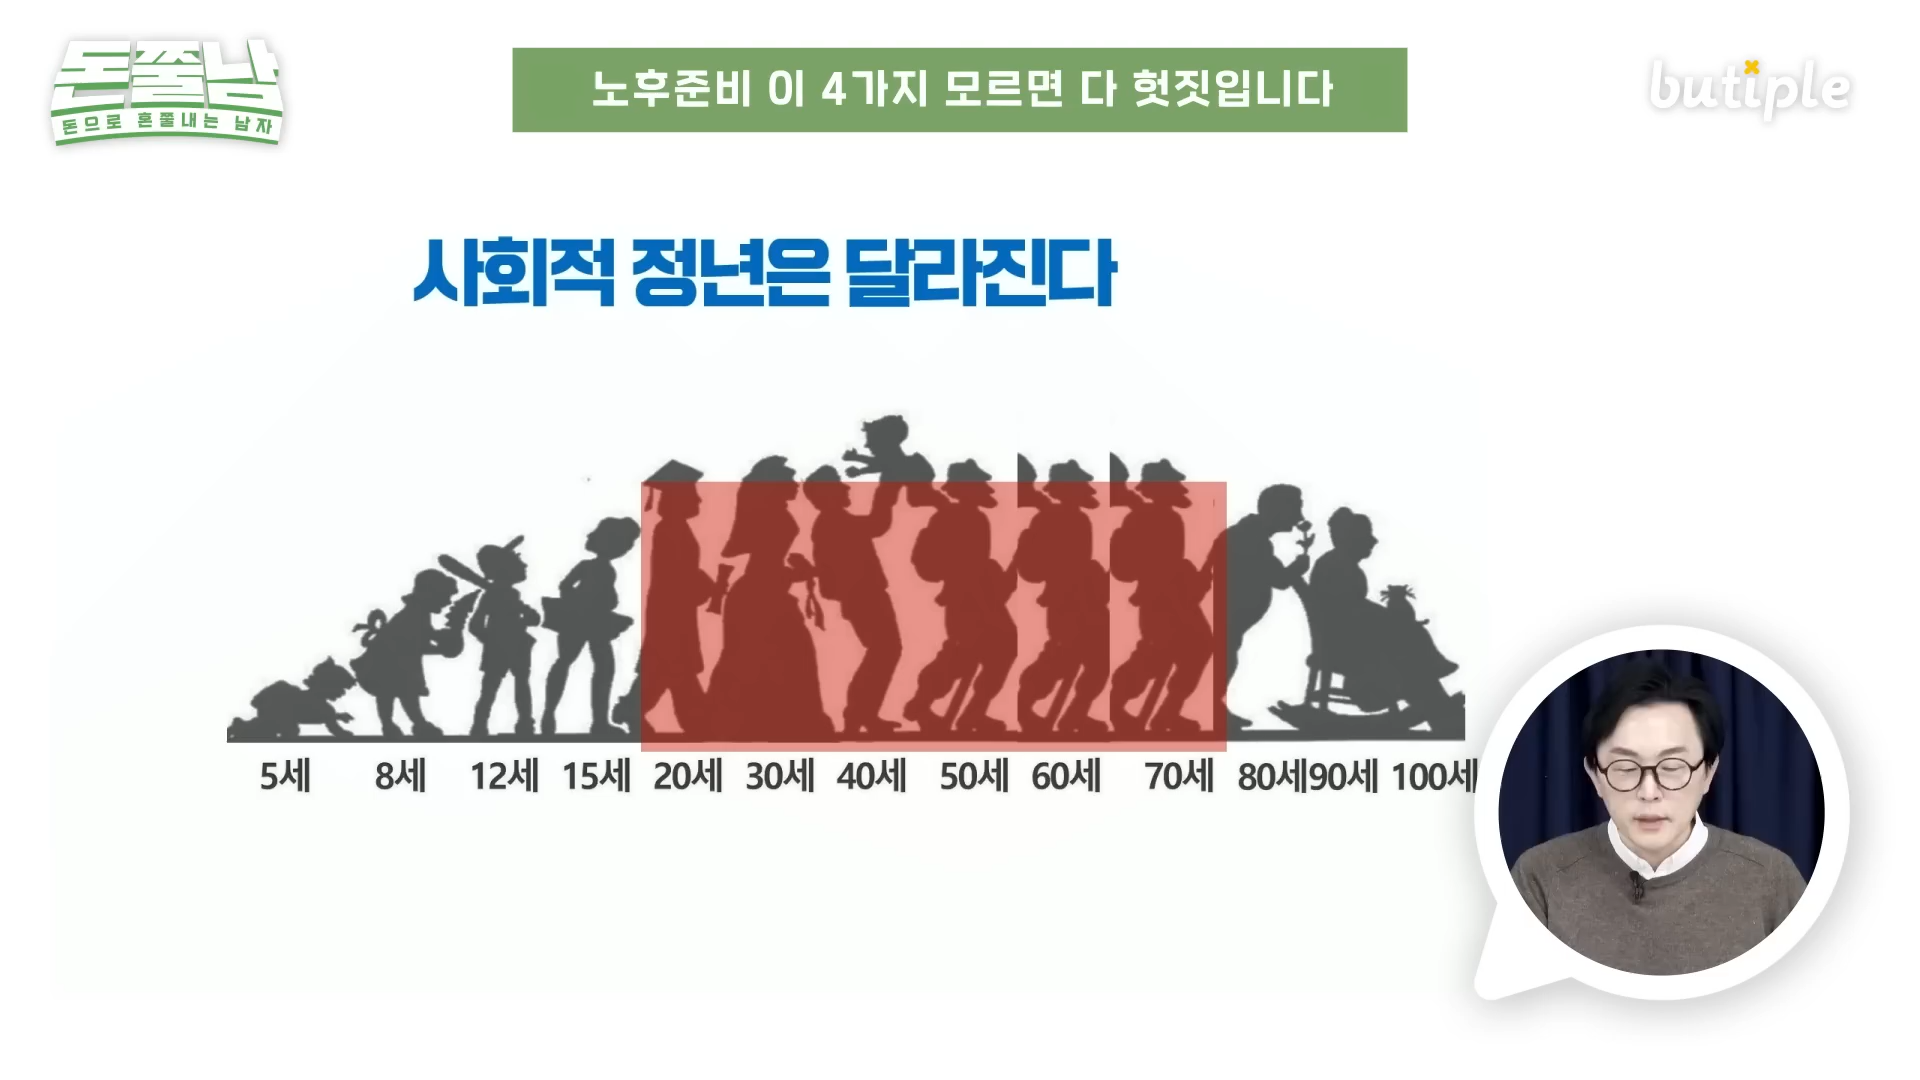 돈쭐남
돈으로 혼쭐내는 남자
노후준비 이 4가지 모르면 다 헛짓입니다
butiple
사회적 정년은 달라진다
5세 8세 12세 15세 20세 30세 40세 50세 60세 70세 80세 90세 100세